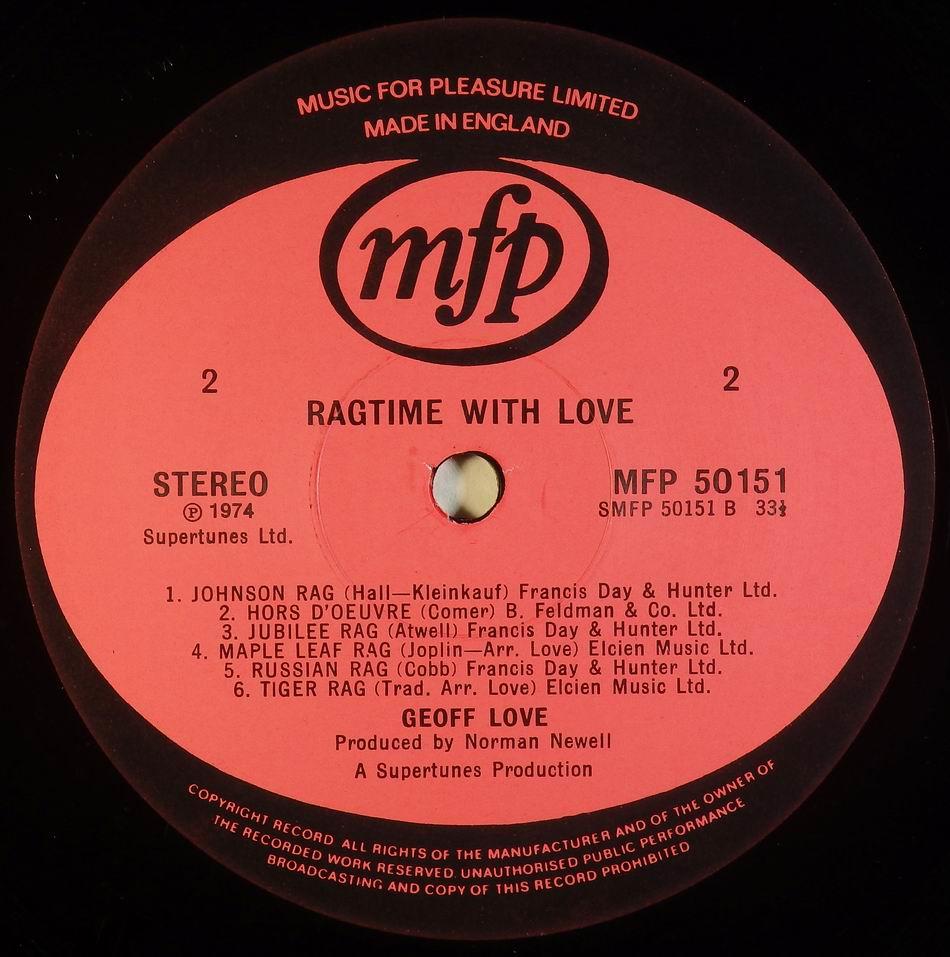 MUSIC FOR PLEASURE LIMITED
MADE IN ENGLAND
mfp
2 2
RAGTIME WITH LOVE
STEREO MFP 50151
Ⓟ 1974 SMFP 50151 B 33⅓
Supertunes Ltd.
1. JOHNSON RAG (Hall—Kleinkauf) Francis Day & Hunter Ltd.
2. HORS D'OEUVRE (Comer) B. Feldman & Co. Ltd.
3. JUBILEE RAG (Atwell) Francis Day & Hunter Ltd.
4. MAPLE LEAF RAG (Joplin—Arr. Love) Elcien Music Ltd.
5. RUSSIAN RAG (Cobb) Francis Day & Hunter Ltd.
6. TIGER RAG (Trad. Arr. Love) Elcien Music Ltd.
GEOFF LOVE
Produced by Norman Newell
A Supertunes Production
COPYRIGHT RECORD ALL RIGHTS OF THE MANUFACTURER AND OF THE OWNER OF
THE RECORDED WORK RESERVED. UNAUTHORISED PUBLIC PERFORMANCE
BROADCASTING AND COPY OF THIS RECORD PROHIBITED